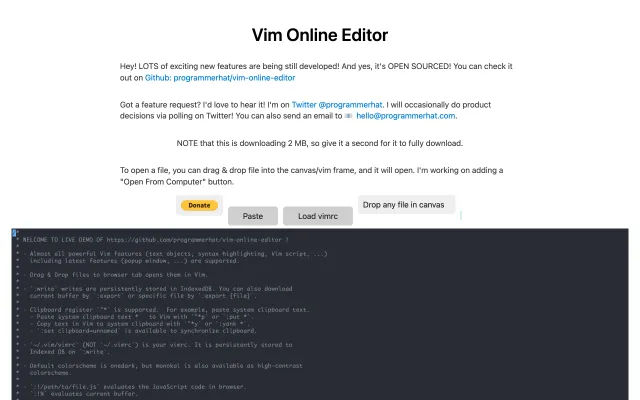 Vim Online Editor
Hey! LOTS of exciting new features are being still developed! And yes, it's OPEN SOURCED! You can check it
out on Github: programmerhat/vim-online-editor
Got a feature request? I'd love to hear it! I'm on Twitter @programmerhat. I will occasionally do product
decisions via polling on Twitter! You can also send an email to 📧 hello@programmerhat.com.
NOTE that this is downloading 2 MB, so give it a second for it to fully download.
To open a file, you can drag & drop file into the canvas/vim frame, and it will open. I'm working on adding a
"Open From Computer" button.
Donate
Paste
Load vimrc
Drop any file in canvas
/*
* WELCOME TO LIVE DEMO OF https://github.com/programmerhat/vim-online-editor !
*
* - Almost all powerful Vim features (text objects, syntax highlighting, Vim script, ...)
*   including latest features (popup window, ...) are supported.
*
* - Drag & Drop files to browser tab opens them in Vim.
*
* - `:write` writes are persistently stored in IndexedDB. You can also download
*   current buffer by `:export` or specific file by `:export {file}`.
*
* - Clipboard register `"*` is supported.  For example, paste system clipboard text.
*   - Paste system clipboard text *   to Vim with `"*p` or `:put *`.
*   - Copy text in Vim to system clipboard with `"*y` or `:yank *`.
*   - `:set clipboard=unnamed` is available to synchronize clipboard.
*
* - `~/.vim/vimrc` (NOT `~/.vimrc`) is your vimrc. It is persistently stored to
*   Indexed DB on `:write`.
*
* - Default colorscheme is onedark, but monokai is also available as high-contrast
*   colorscheme.
*
* - `:!/path/to/file.js` evaluates the JavaScript code in browser.
*   `:!%` evaluates current buffer.